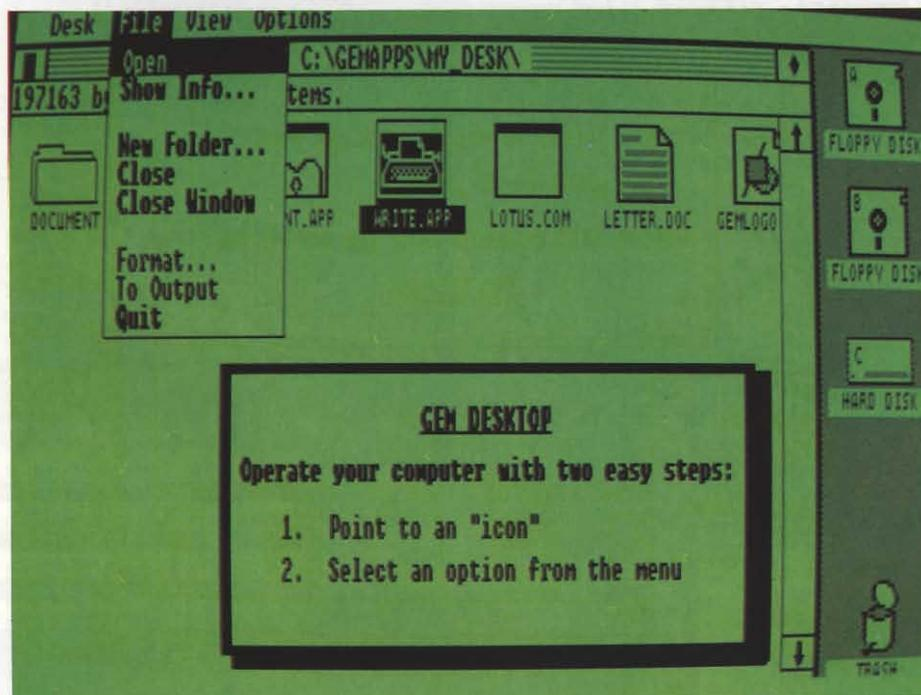 Desk File View Options
C:\GEMAPPS\MY_DESK\
197163 b tems.
Open
Show Info...
New Folder...
Close
Close Window
Format...
To Output
Quit
DOCUMENT NT.APP WRITE.APP LOTUS.COM LETTER.DOC GEMLOGO
A
FLOPPY DISK
B
FLOPPY DISK
C
HARD DISK
TRASH
GEM DESKTOP
Operate your computer with two easy steps:
1. Point to an "icon"
2. Select an option from the menu